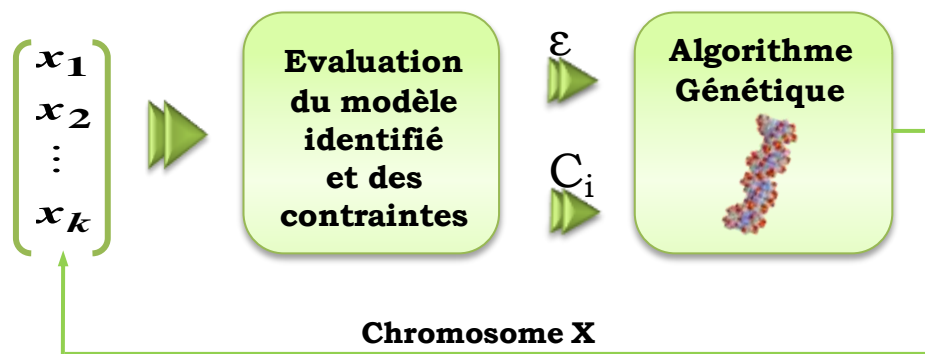 x1
x2
⋮
xk
Evaluation
du modèle
identifié
et des
contraintes
ε
Ci
Algorithme
Génétique
Chromosome X